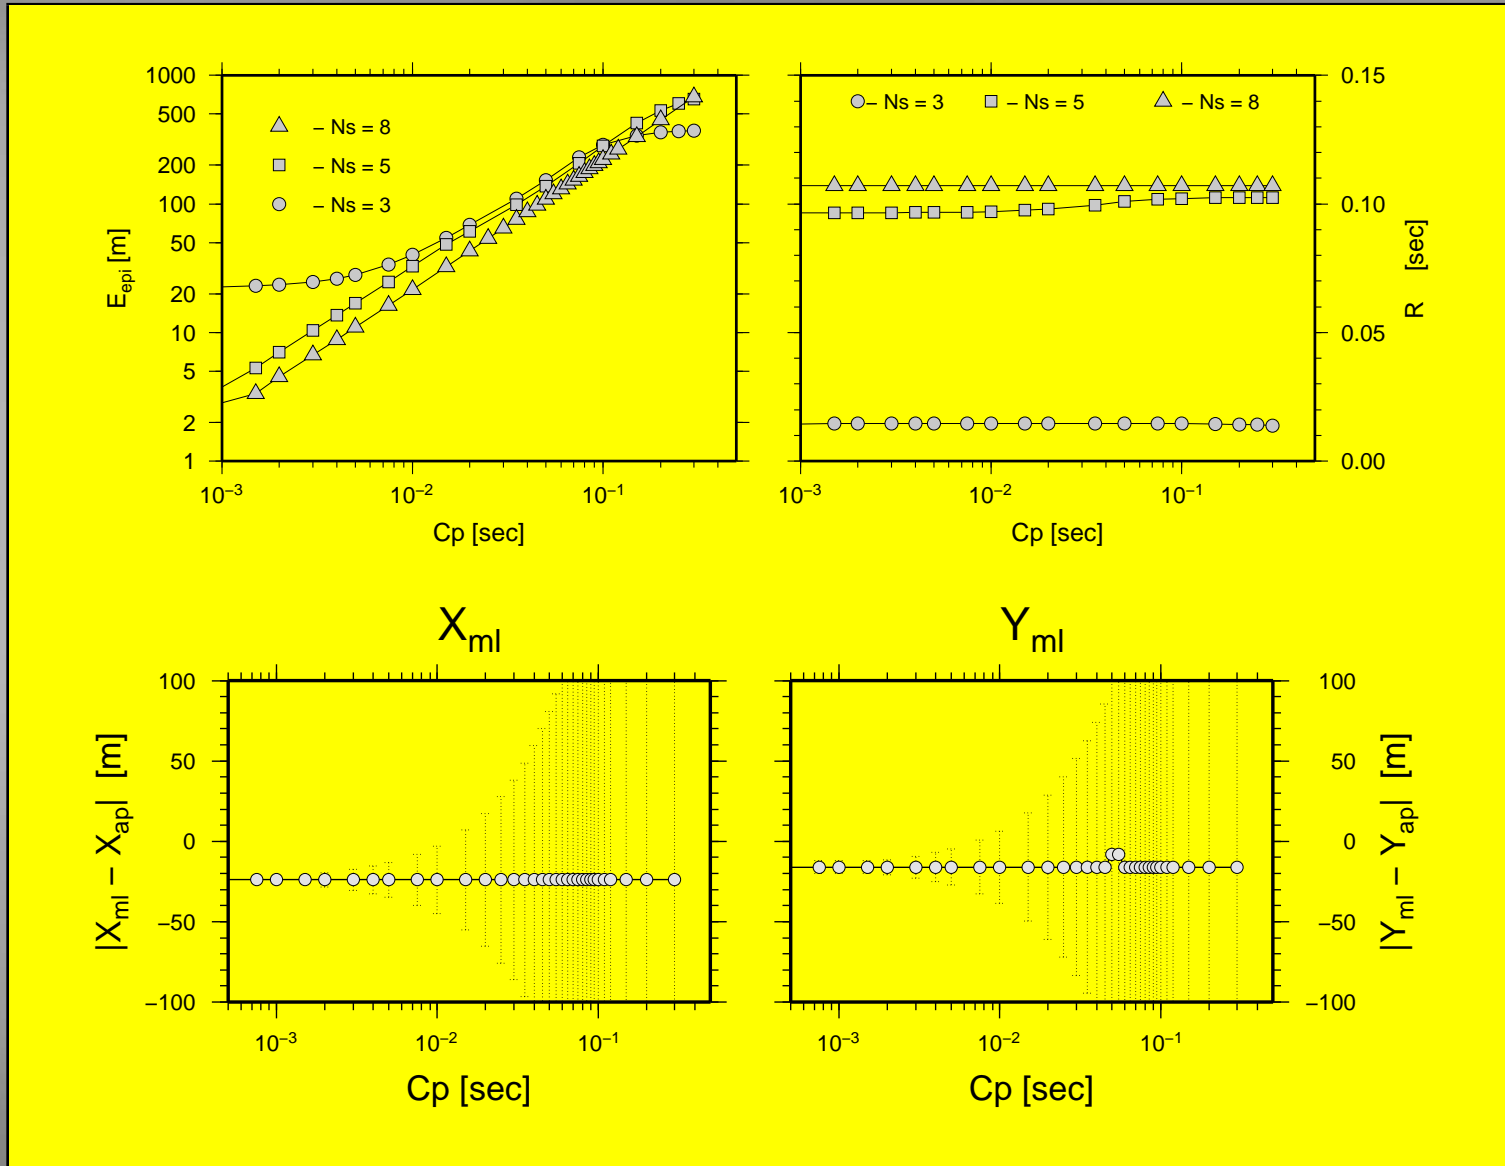 1000
500
200
100
50
20
10
5
2
1
E_epi [m]
– Ns = 8
– Ns = 5
– Ns = 3
10⁻³ 10⁻² 10⁻¹
Cp [sec]
– Ns = 3 – Ns = 5 – Ns = 8
0.15
0.10
0.05
0.00
R [sec]
10⁻³ 10⁻² 10⁻¹
Cp [sec]
X_ml
100
50
0
−50
−100
|X_ml − X_ap| [m]
10⁻³ 10⁻² 10⁻¹
Cp [sec]
Y_ml
100
50
0
−50
−100
|Y_ml − Y_ap| [m]
10⁻³ 10⁻² 10⁻¹
Cp [sec]